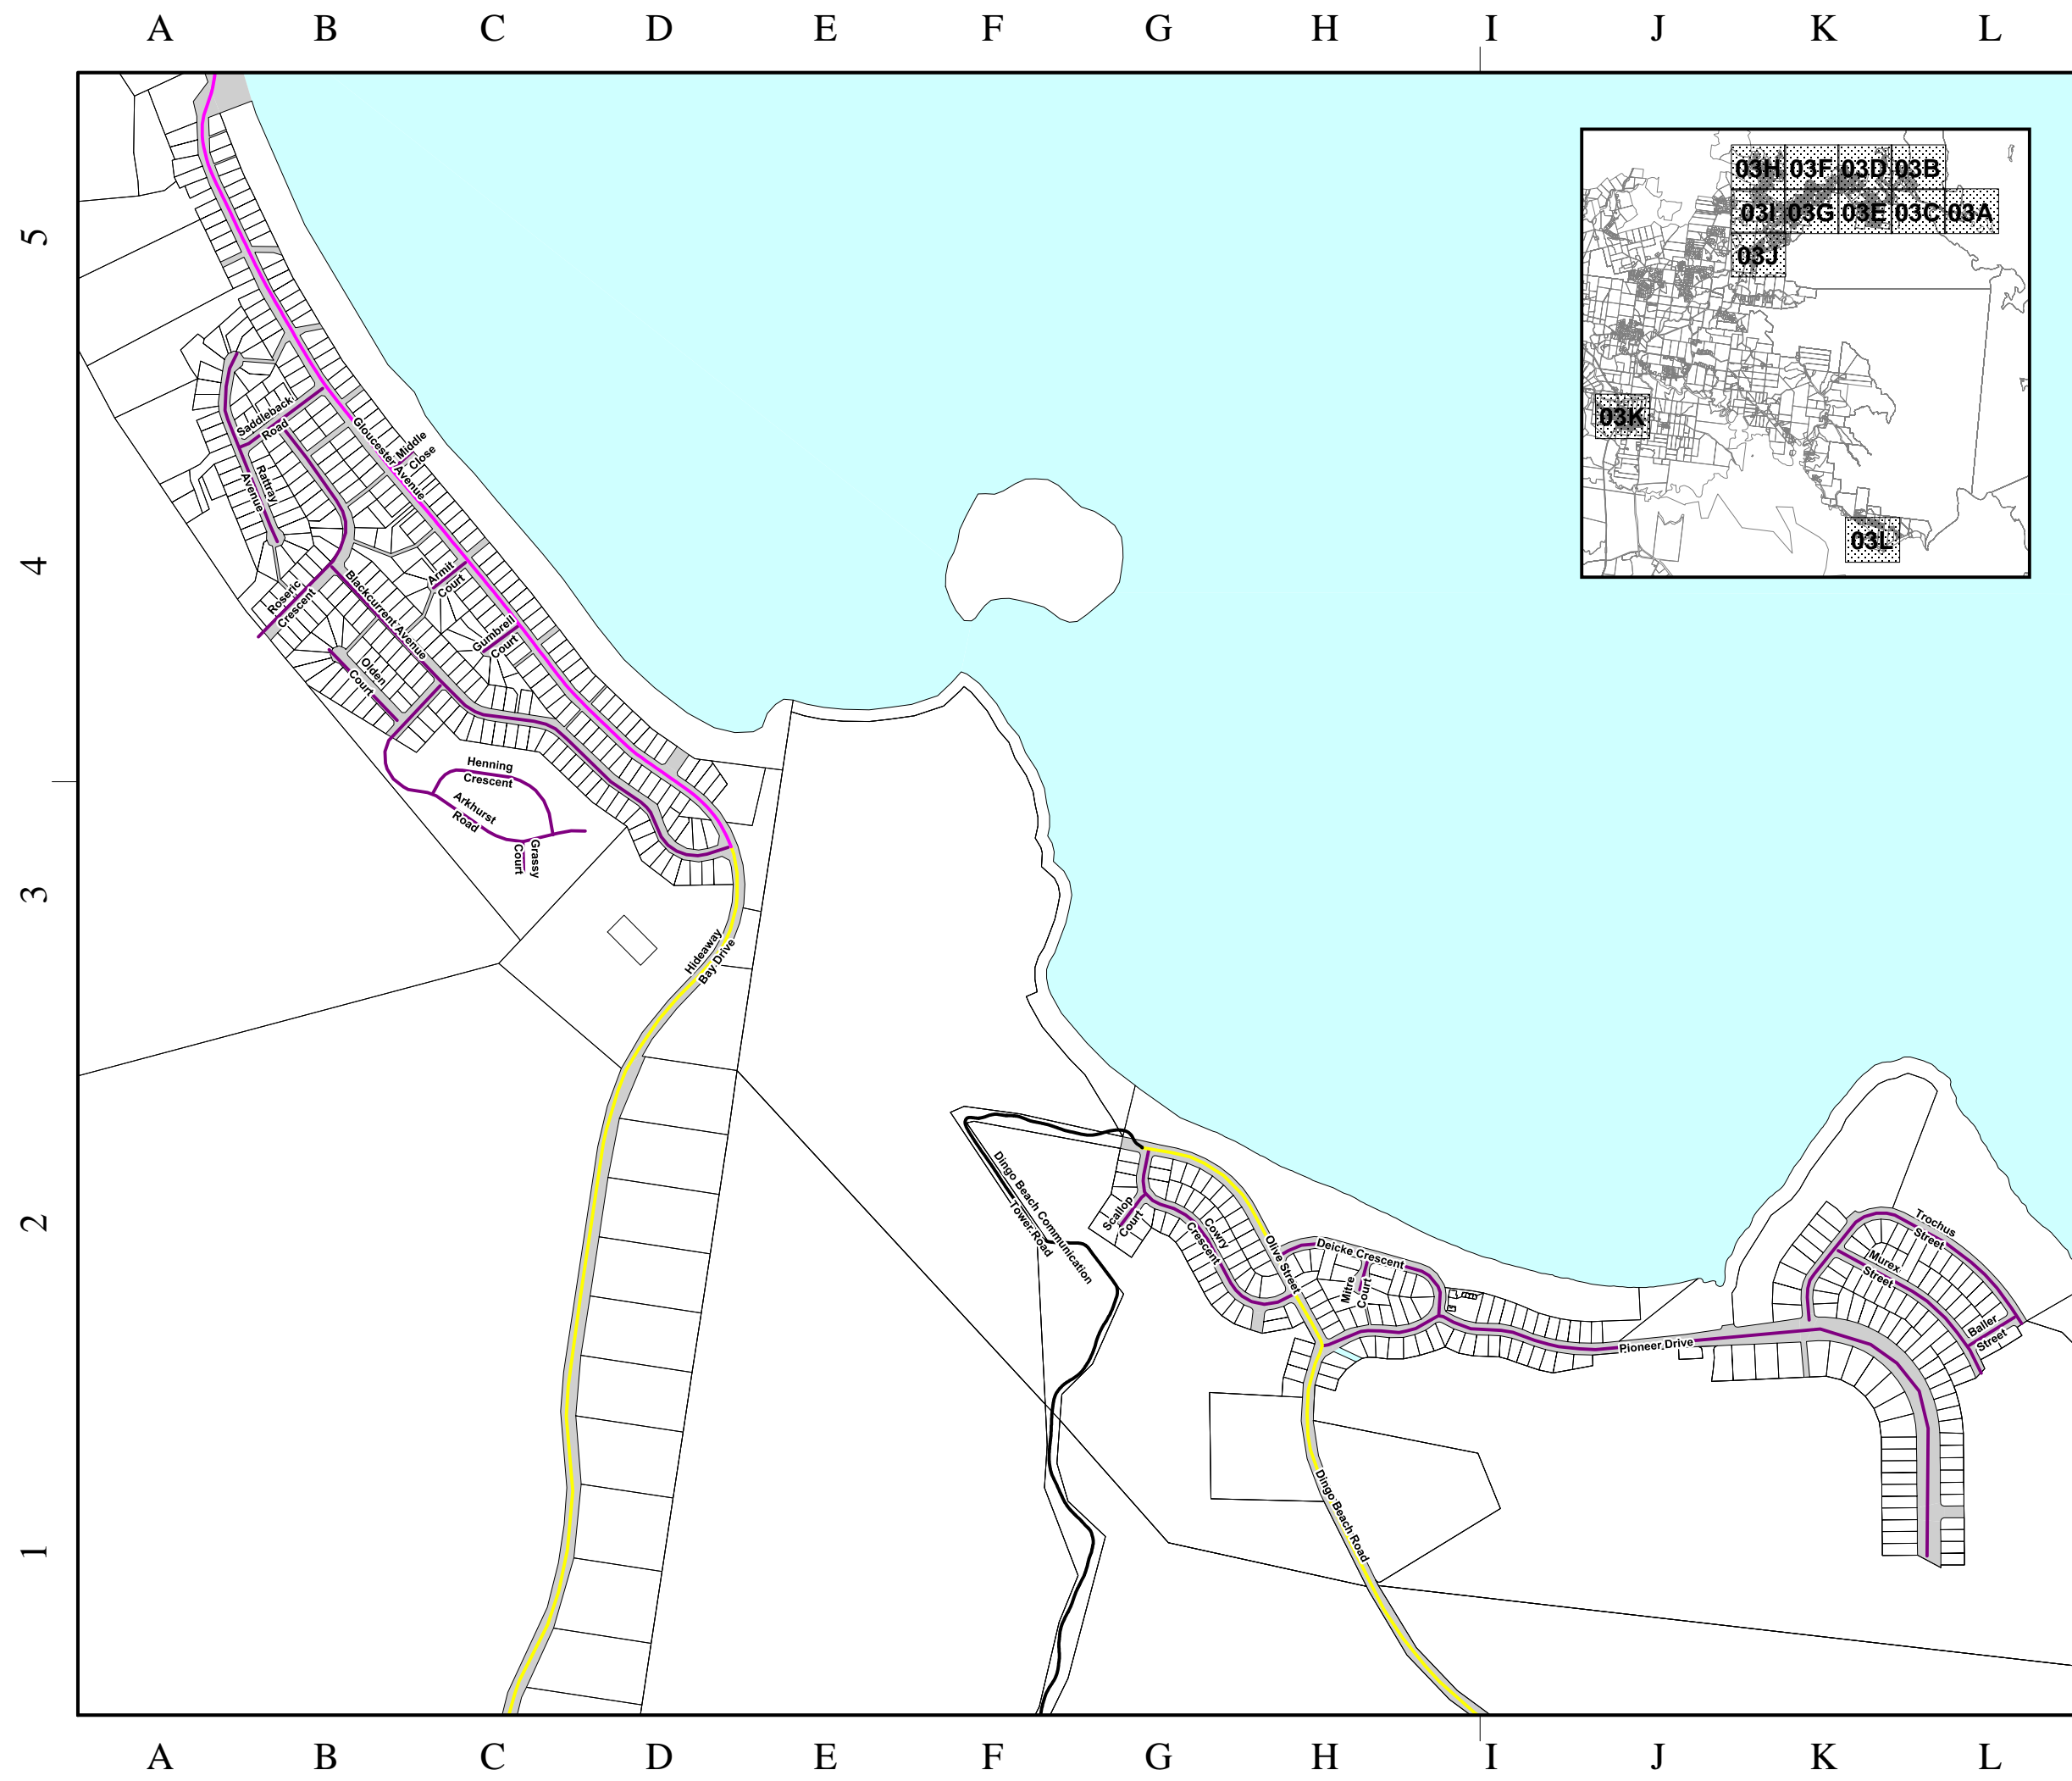 A B C D E F G H I J K L
5
4
3
2
1
03H 03F 03D 03B
03I 03G 03E 03C 03A
03J
03K
03L
Saddleback
Road
Gloucester Avenue
Middle
Close
Rattray
Avenue
Armit
Court
Roseric
Crescent
Blackcurrent Avenue
Gumbrell
Court
Olden
Court
Henning
Crescent
Arkhurst
Road
Grassy
Court
Hideaway
Bay Drive
Dingo Beach Communication
Tower Road
Scallop
Court
Cowry
Crescent
Olive Street
Deicke Crescent
Mitre
Court
Pioneer Drive
Trochus
Street
Murex
Street
Bailer
Street
Dingo Beach Road
A B C D E F G H I J K L